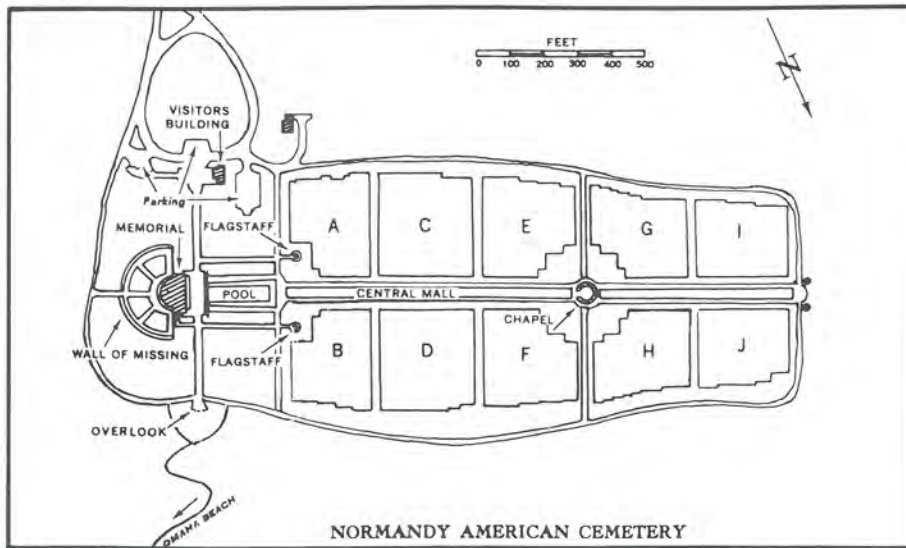 FEET
0 100 200 300 400 500
N
VISITORS
BUILDING
Parking
MEMORIAL
FLAGSTAFF
A
C
E
G
I
POOL
CENTRAL MALL
CHAPEL
WALL OF MISSING
FLAGSTAFF
B
D
F
H
J
OVERLOOK
OMAHA BEACH
NORMANDY AMERICAN CEMETERY